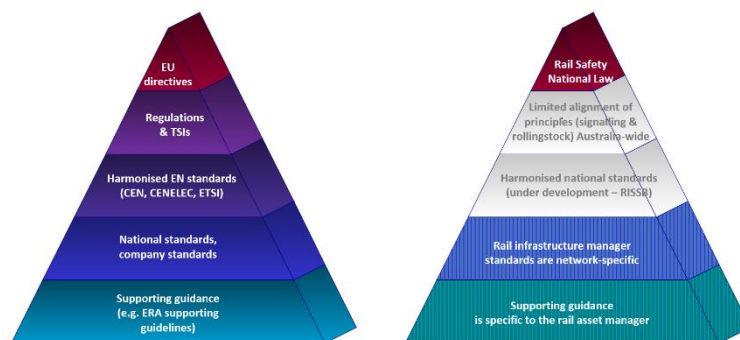 EU
directives
Regulations
& TSIs
Harmonised EN standards
(CEN, CENELEC, ETSI)
National standards,
company standards
Supporting guidance
(e.g. ERA supporting
guidelines)
Rail Safety
National Law
Limited alignment of
principles (signalling &
rollingstock) Australia-wide
Harmonised national standards
(under development – RISSB)
Rail infrastructure manager
standards are network-specific
Supporting guidance
is specific to the rail asset manager